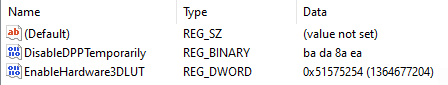 Name Type Data
(Default) REG_SZ (value not set)
DisableDPPTemporarily REG_BINARY ba da 8a ea
EnableHardware3DLUT REG_DWORD 0x51575254 (1364677204)